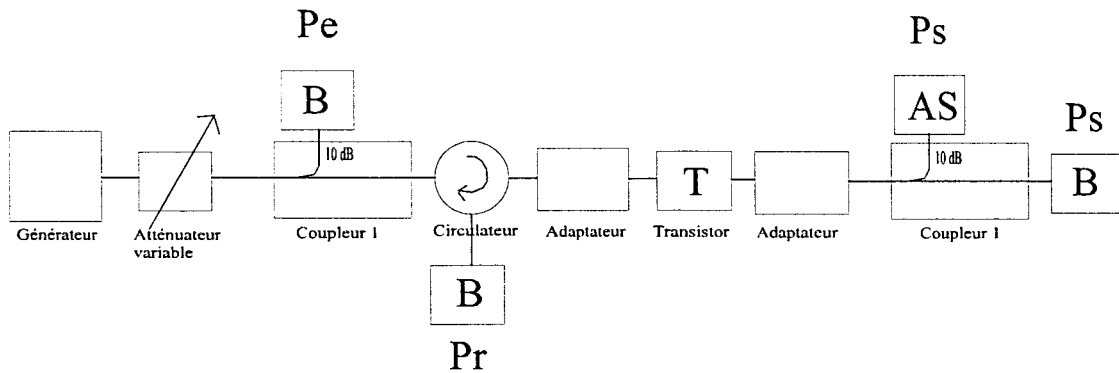 Pe
Ps
B
AS
Ps
10 dB
10 dB
T
B
Générateur
Atténuateur
variable
Coupleur 1
Circulateur
Adaptateur
Transistor
Adaptateur
Coupleur 1
B
Pr